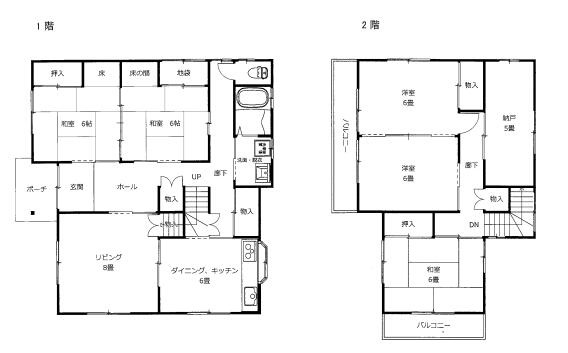 1階
押入
床
床の間
地袋
和室 6帖
和室 6帖
洗面・脱衣
ポーチ
玄関
ホール
UP
廊下
物入
物入
物入
リビング
8畳
ダイニング、キッチン
6畳
2階
バルコニー
洋室
6畳
物入
納戸
5畳
洋室
6畳
廊下
物入
押入
DN
和室
6畳
バルコニー